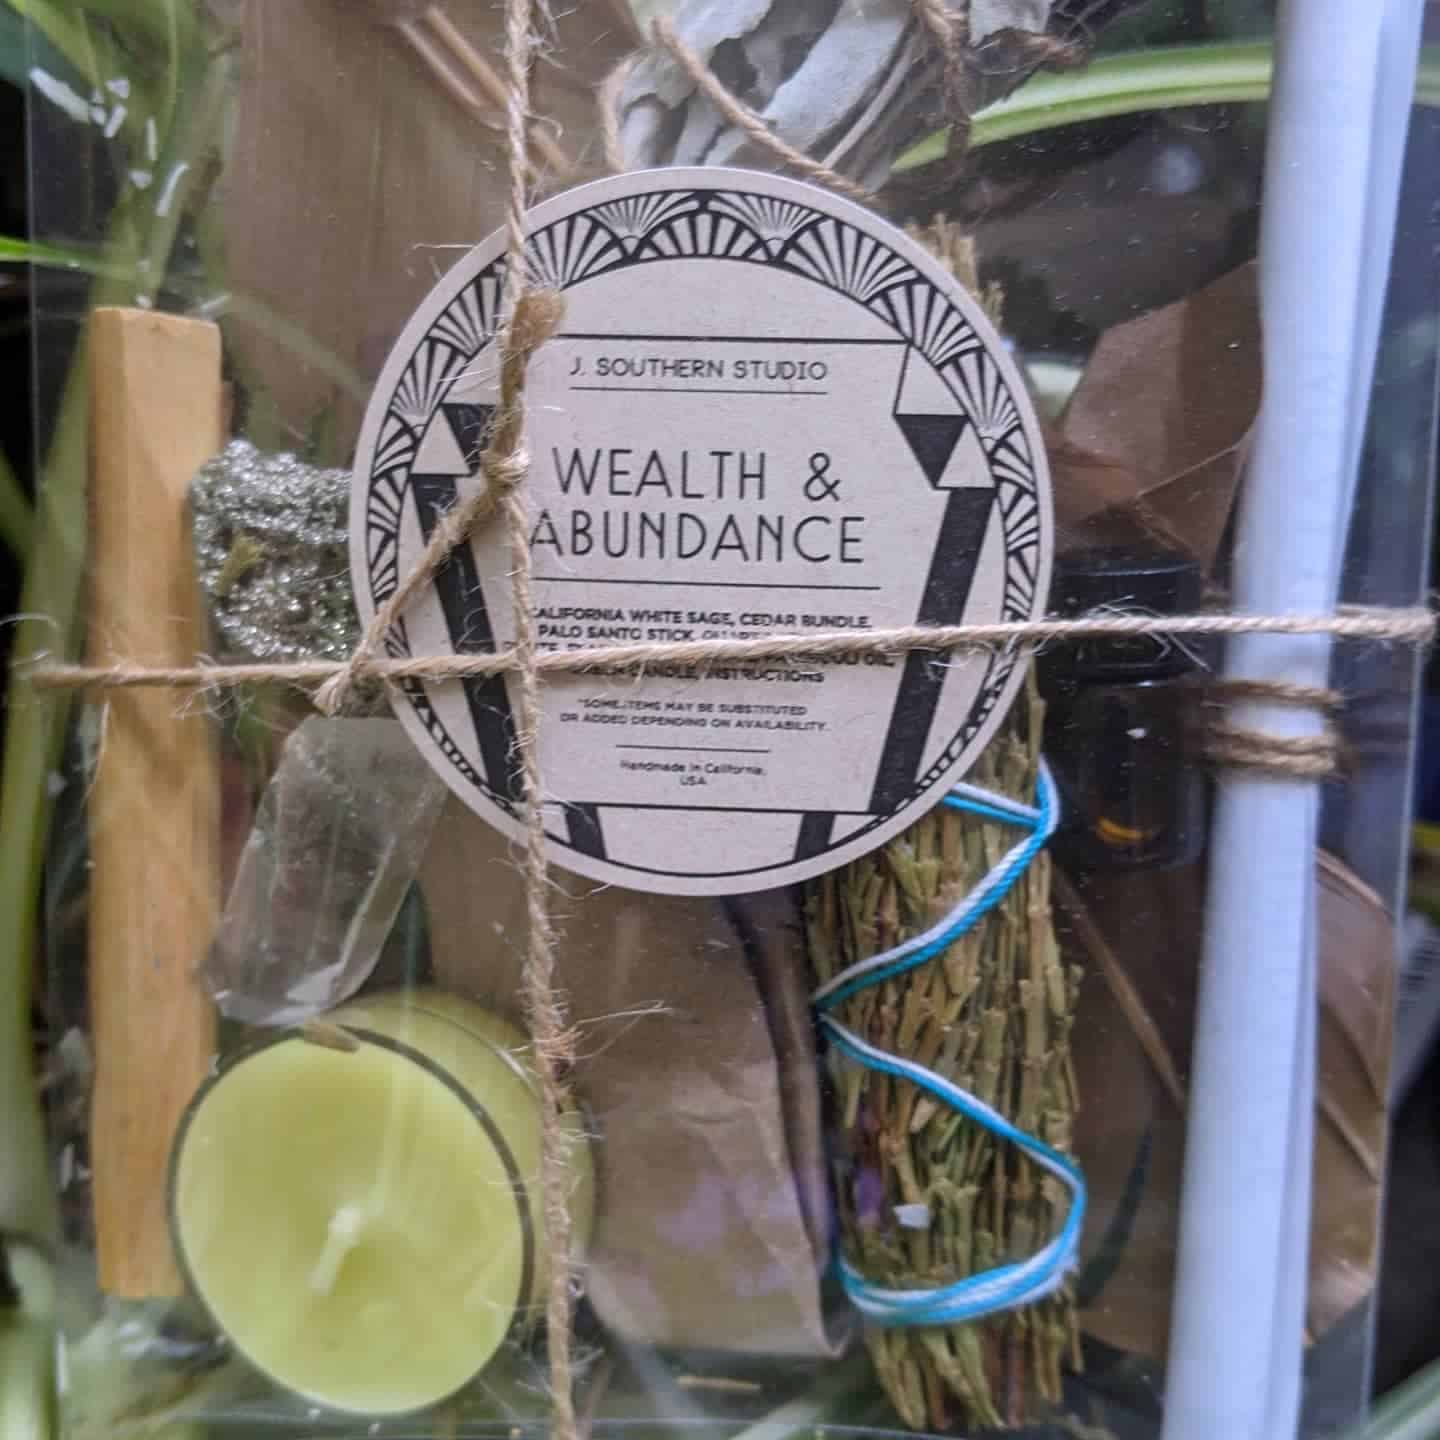 J. SOUTHERN STUDIO
WEALTH &
ABUNDANCE
CALIFORNIA WHITE SAGE, CEDAR BUNDLE,
PALO SANTO STICK,
OIL,
CANDLE, INSTRUCTIONS
*SOME ITEMS MAY BE SUBSTITUTED
OR ADDED DEPENDING ON AVAILABILITY.
Handmade in California,
USA